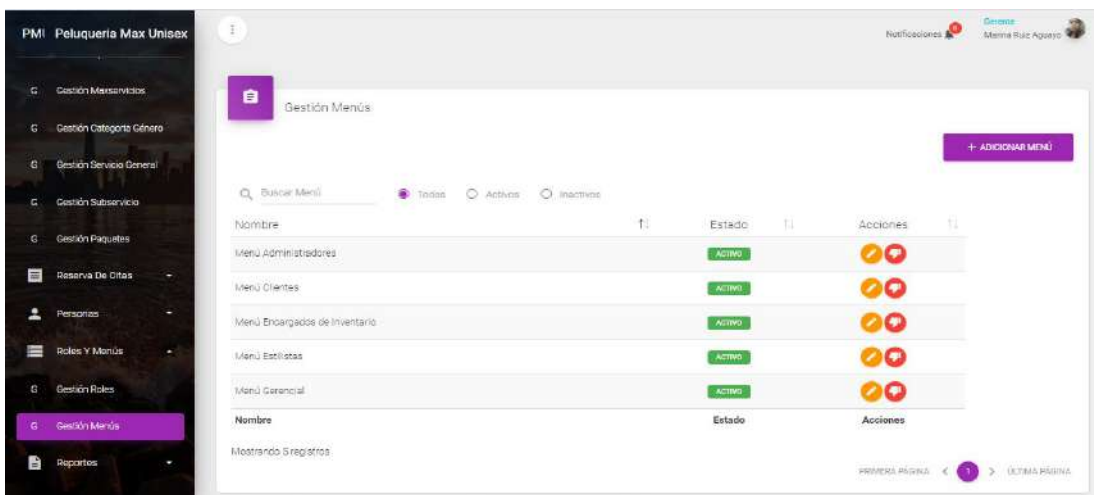 PMI Peluqueria Max Unisex
Notificaciones
Gerente
Marina Ruiz Aguayo
G Gestión Maxservicios
G Gestión Categoría Género
G Gestión Servicio General
G Gestión Subservicio
G Gestión Paquetes
Reserva De Citas
Personas
Roles Y Menús
G Gestión Roles
G Gestión Menús
Reportes
Gestión Menús
+ ADICIONAR MENÚ
Buscar Menú
Todos Activos Inactivos
Nombre Estado Acciones
Menú Administradores ACTIVO
Menú Clientes ACTIVO
Menú Encargados de Inventario ACTIVO
Menú Estilistas ACTIVO
Menú Gerencial ACTIVO
Nombre Estado Acciones
Mostrando 5 registros
PRIMERA PÁGINA < 1 > ÚLTIMA PÁGINA